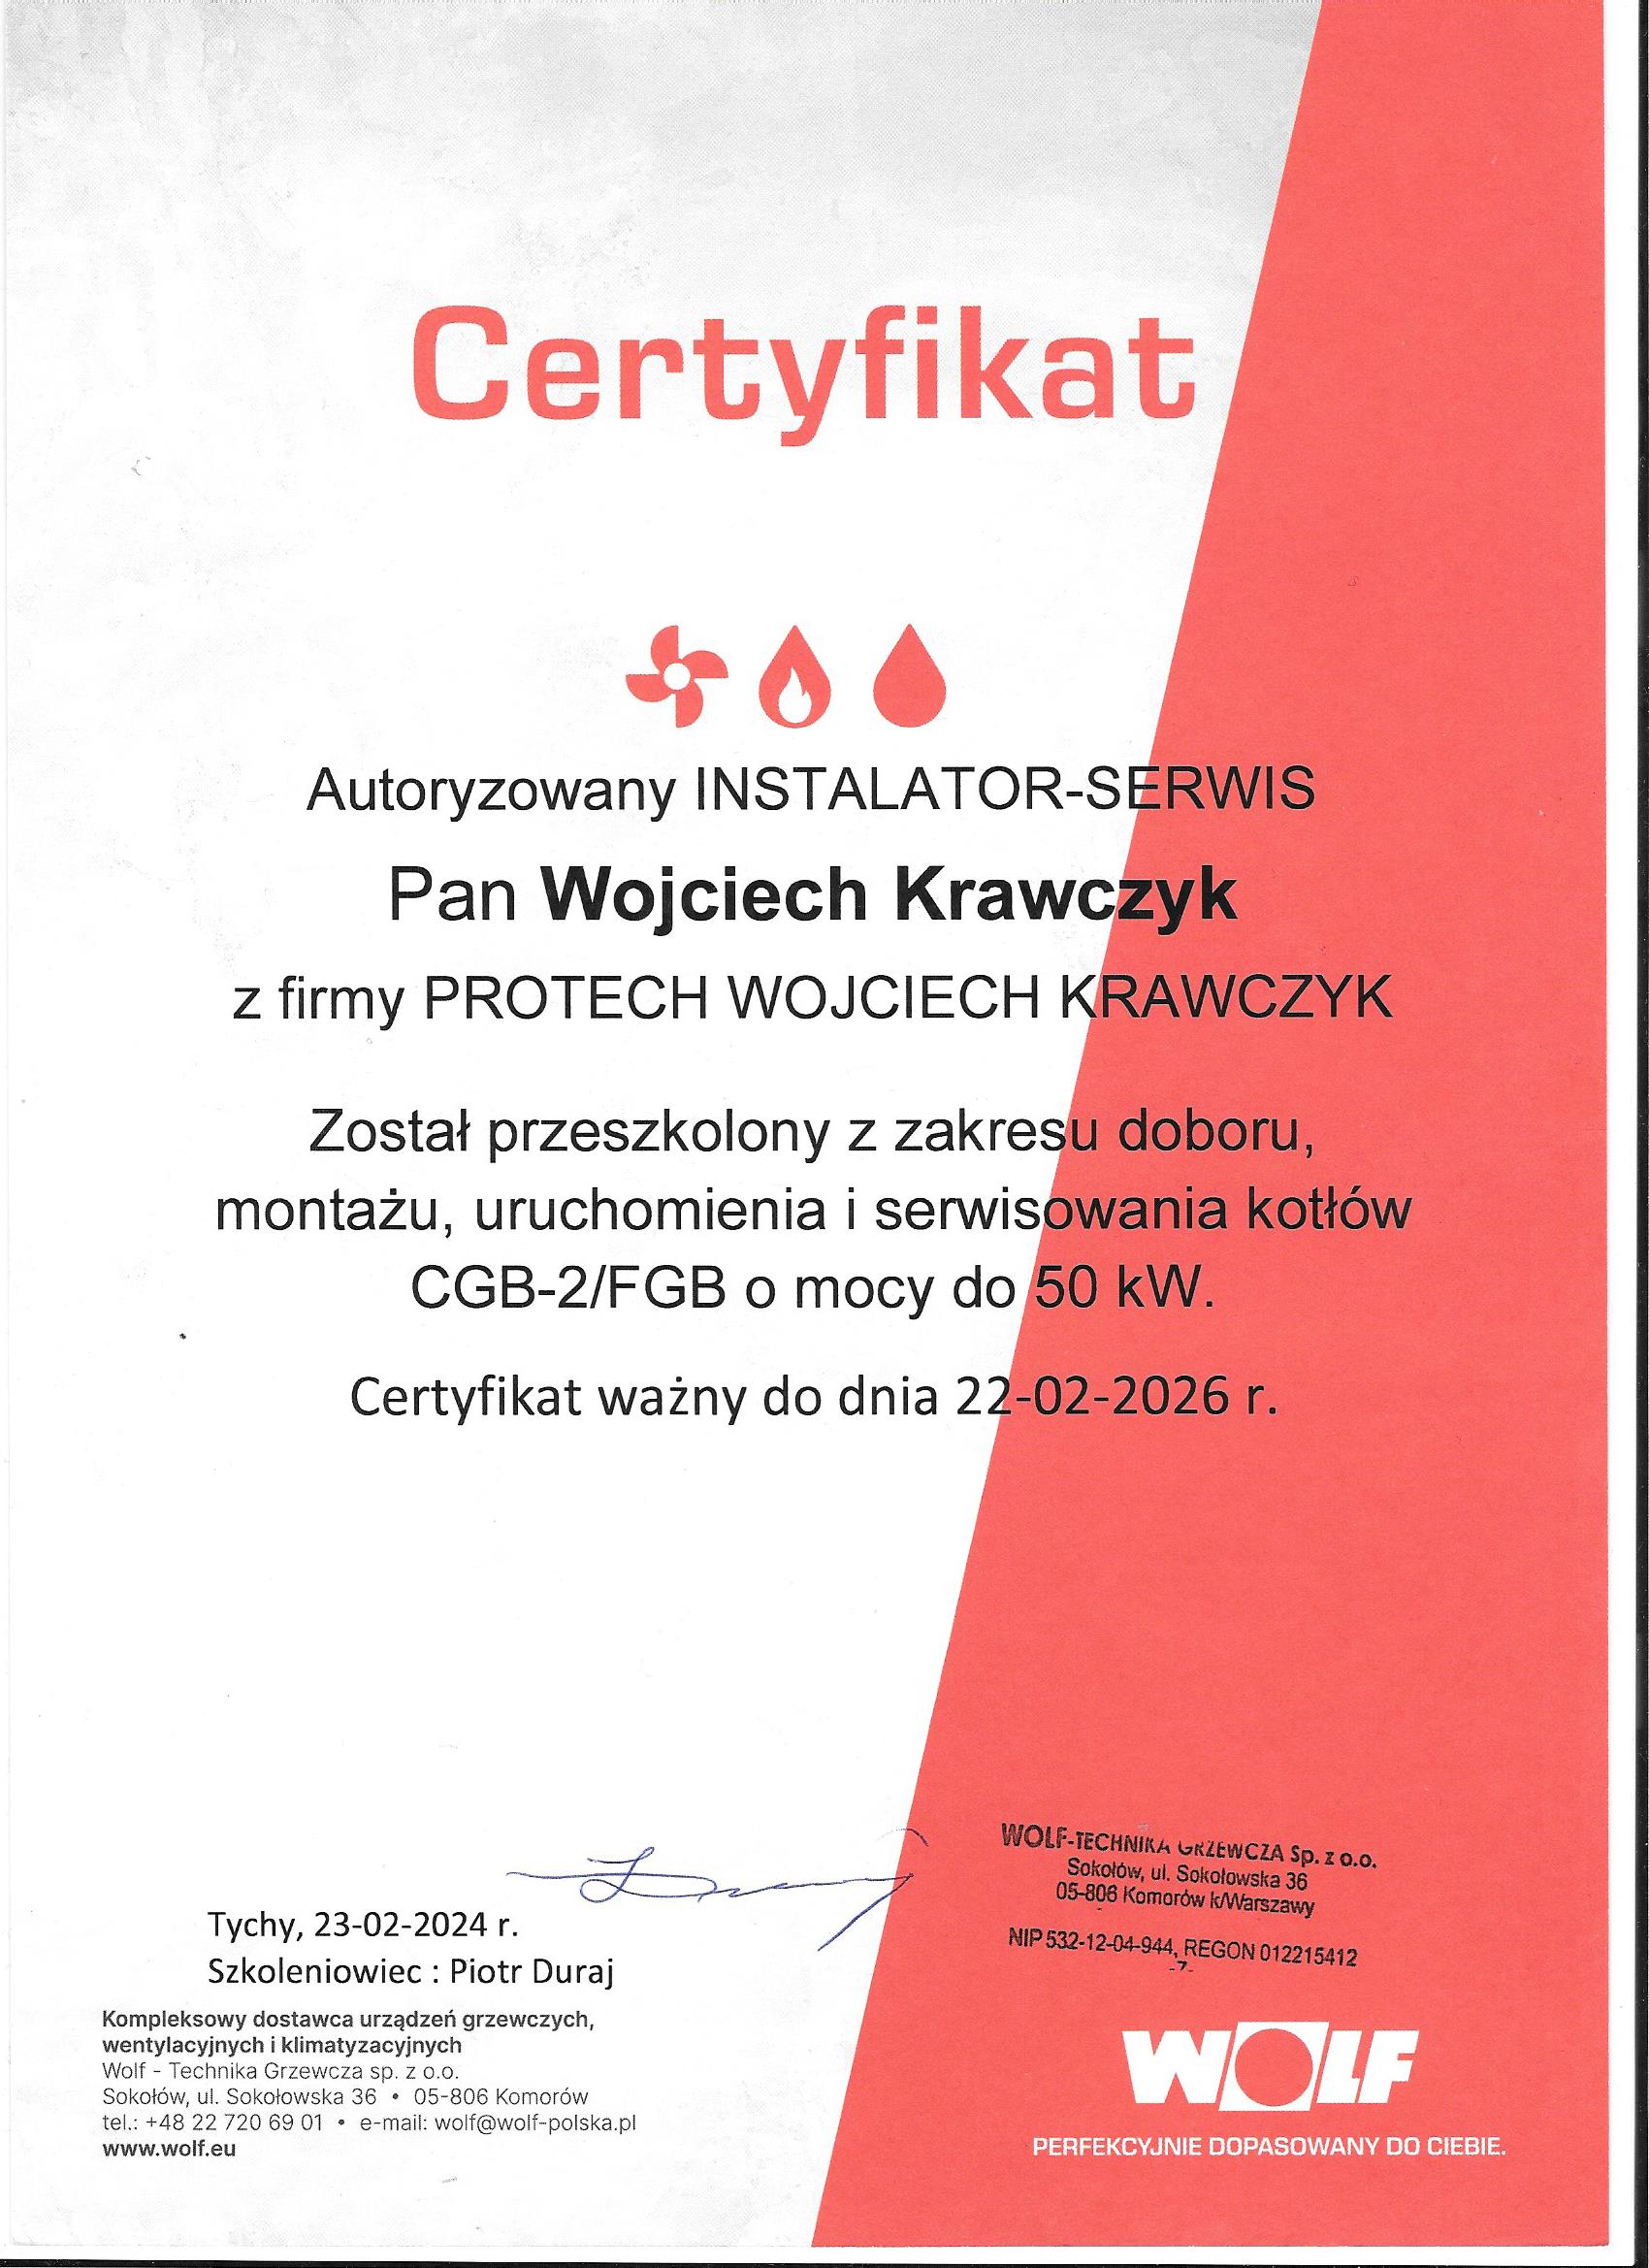 Certyfikat
Autoryzowany INSTALATOR-SERWIS
Pan Wojciech Krawczyk
z firmy PROTECH WOJCIECH KRAWCZYK
Został przeszkolony z zakresu doboru,
montażu, uruchomienia i serwisowania kotłów
CGB-2/FGB o mocy do 50 kW.
Certyfikat ważny do dnia 22-02-2026 r.
Tychy, 23-02-2024 r.
Szkoleniowiec : Piotr Duraj
Kompleksowy dostawca urządzeń grzewczych,
wentylacyjnych i klimatyzacyjnych
Wolf - Technika Grzewcza sp. z o.o.
Sokołów, ul. Sokołowska 36 • 05-806 Komorów
tel.: +48 22 720 69 01 • e-mail: wolf@wolf-polska.pl
www.wolf.eu
WOLF-TECHNIKA GRZEWCZA Sp. z o.o.
Sokołów, ul. Sokołowska 36
05-806 Komorów k/Warszawy
NIP 532-12-04-944, REGON 012215412
-7-
WOLF
PERFEKCYJNIE DOPASOWANY DO CIEBIE.